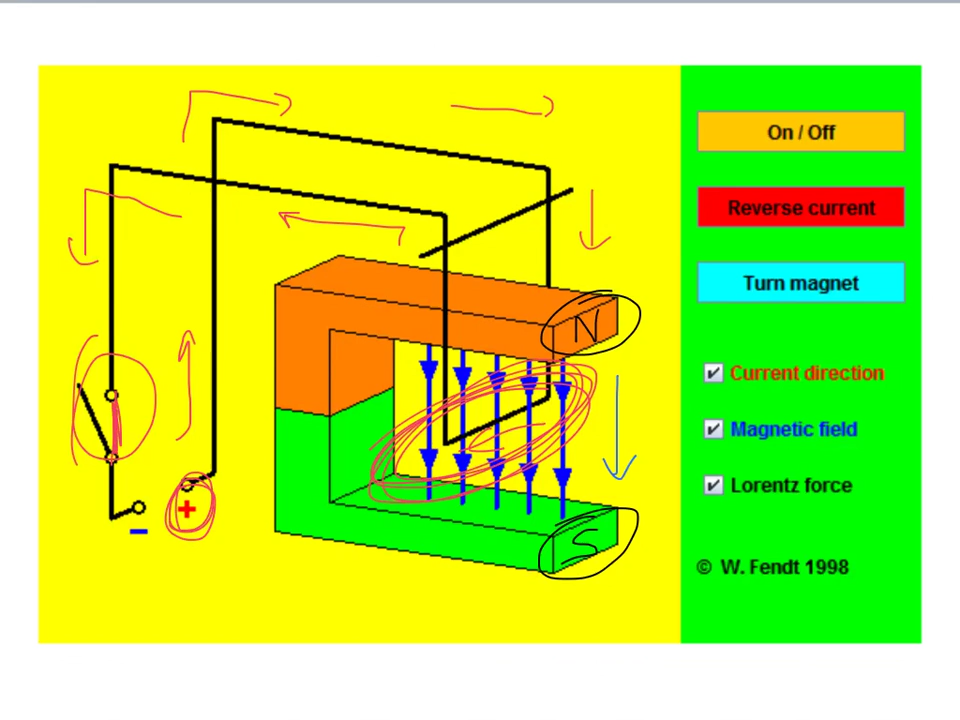 On / Off
Reverse current
Turn magnet
N
Current direction
Magnetic field
Lorentz force
+
S
−
© W. Fendt 1998